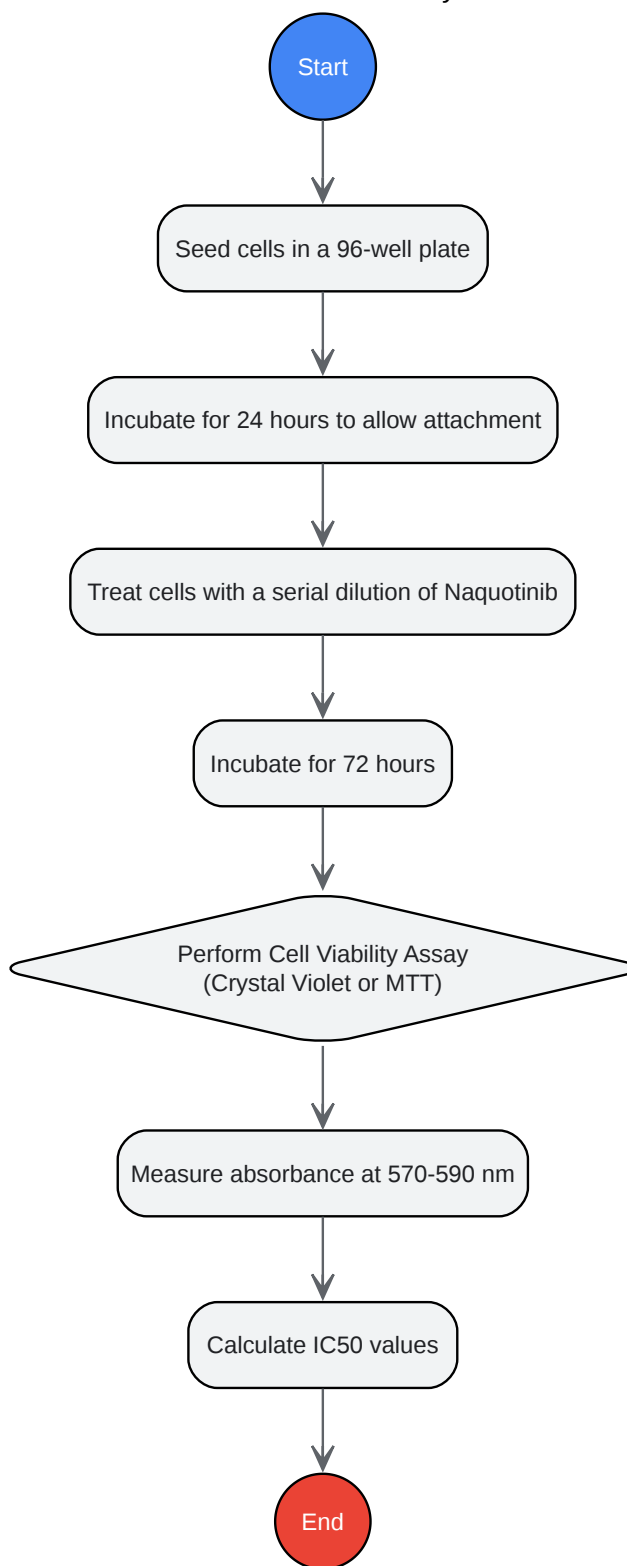 Start
Seed cells in a 96-well plate
Incubate for 24 hours to allow attachment
Treat cells with a serial dilution of Naquotinib
Incubate for 72 hours
Perform Cell Viability Assay
(Crystal Violet or MTT)
Measure absorbance at 570-590 nm
Calculate IC50 values
End